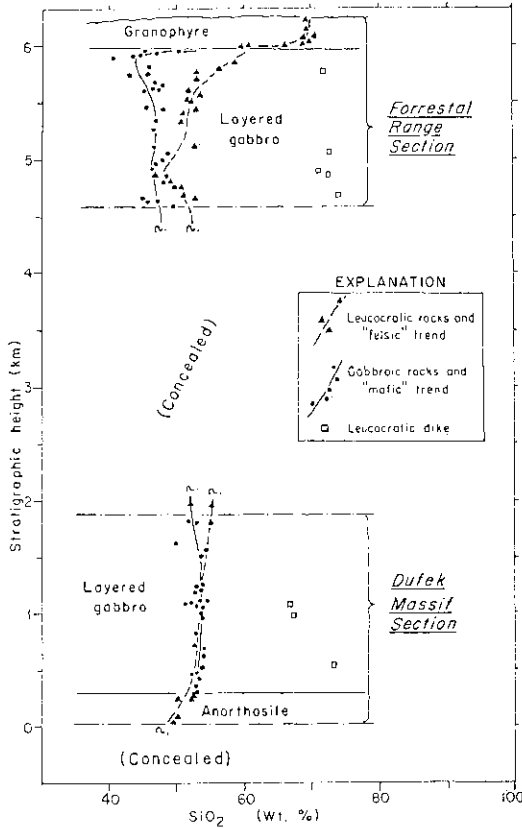 6
5
4
3
2
1
0
Stratigraphic height (km)
Granophyre
Layered
gabbro
Forrestal
Range
Section
?
?
(Concealed)
EXPLANATION
Leucocratic rocks and
"felsic" trend
Gabbroic rocks and
"mafic" trend
Leucocratic dike
?
?
Layered
gabbro
Dufek
Massif
Section
Anorthosite
?
(Concealed)
40
60
80
100
SiO₂ (Wt. %)